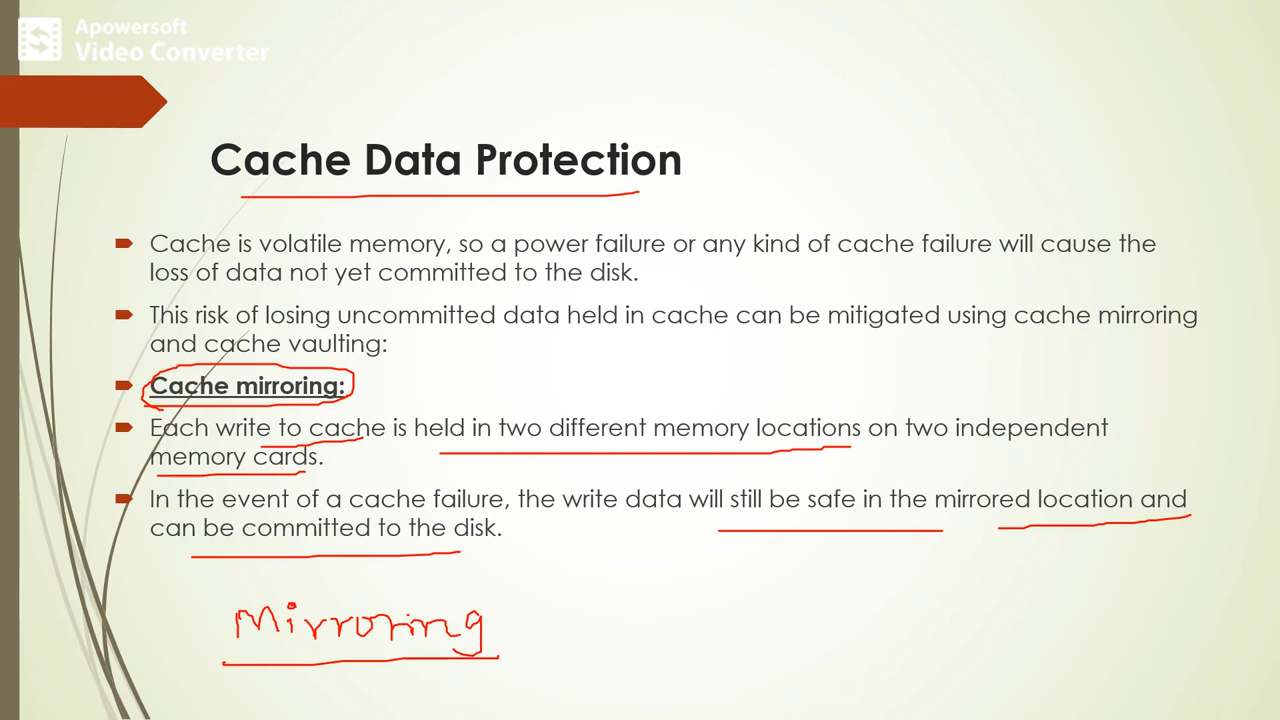 Apowersoft
Video Converter
Cache Data Protection
Cache is volatile memory, so a power failure or any kind of cache failure will cause the
loss of data not yet committed to the disk.
This risk of losing uncommitted data held in cache can be mitigated using cache mirroring
and cache vaulting:
Cache mirroring:
Each write to cache is held in two different memory locations on two independent
memory cards.
In the event of a cache failure, the write data will still be safe in the mirrored location and
can be committed to the disk.
Mirroring